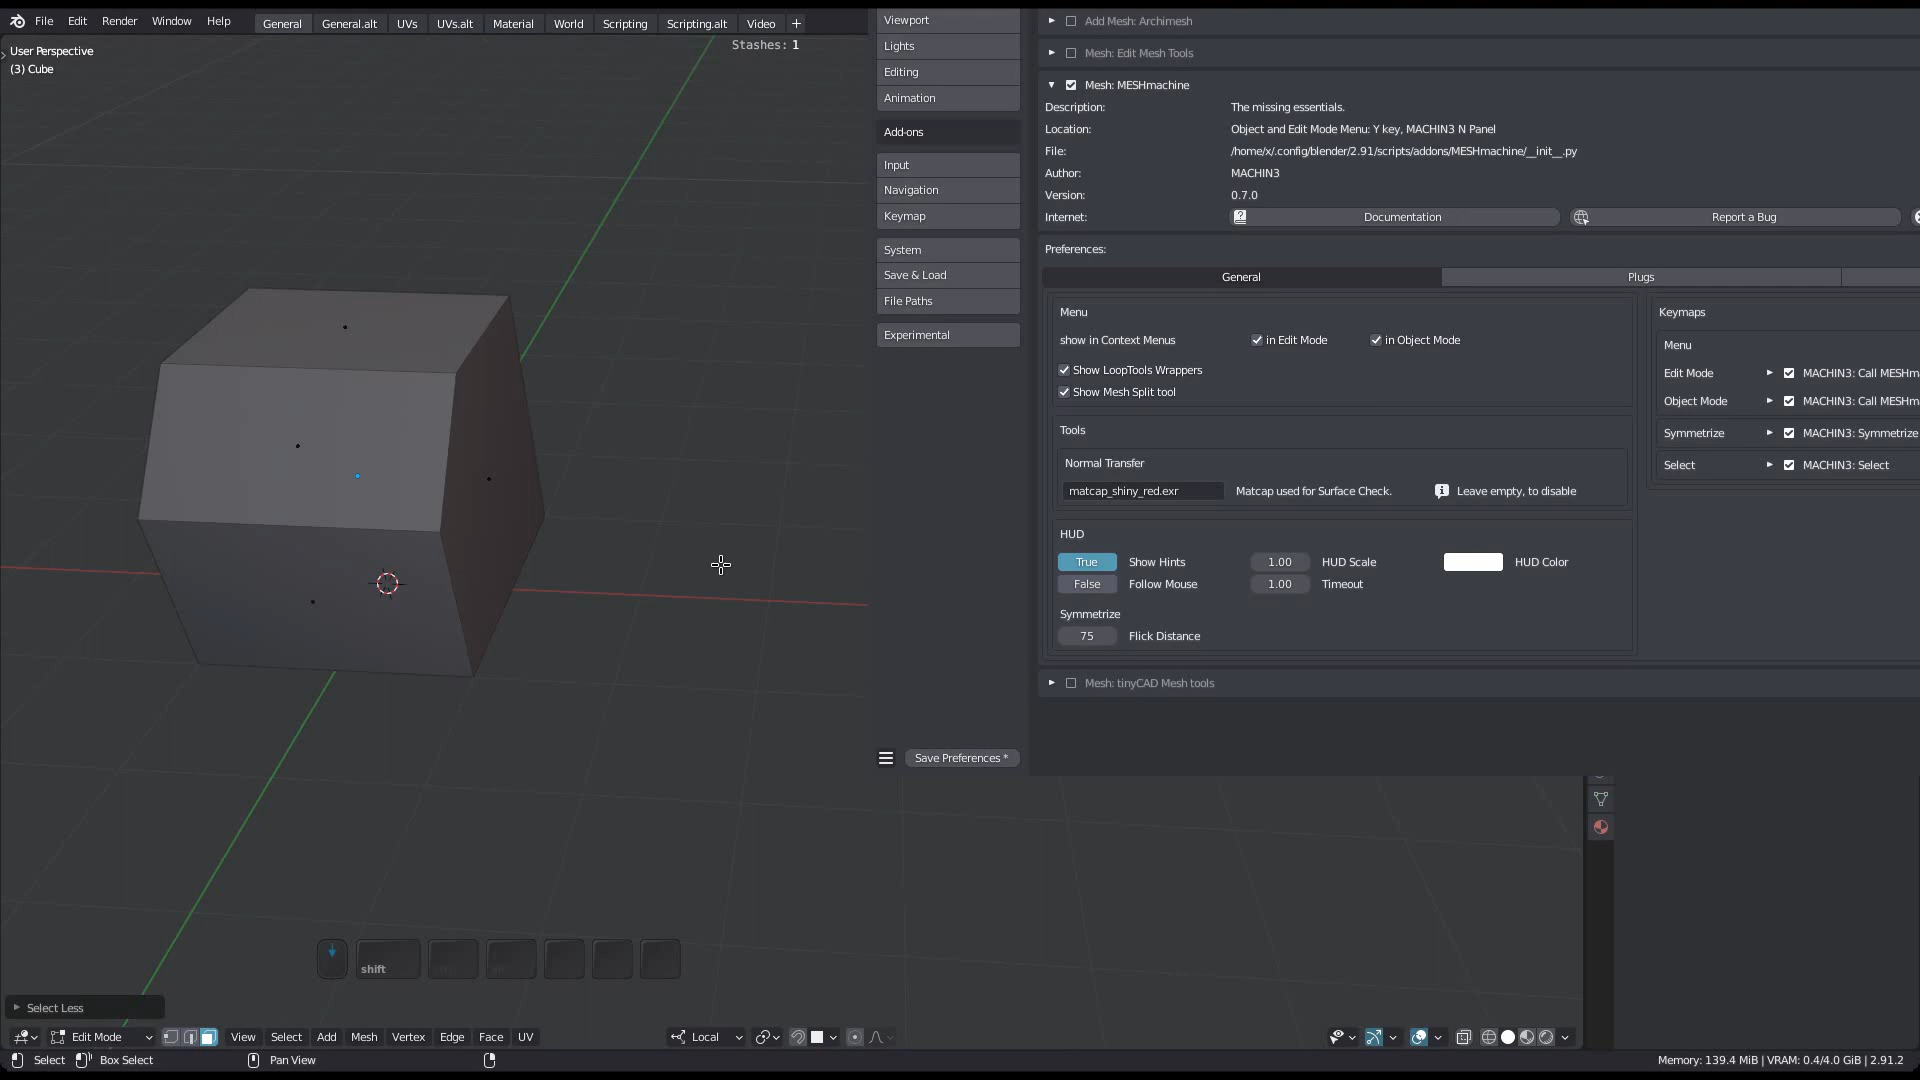 File Edit Render Window Help General General.alt UVs UVs.alt Material World Scripting Scripting.alt Video +
User Perspective
(3) Cube
Stashes: 1
Viewport
Lights
Editing
Animation
Add-ons
Input
Navigation
Keymap
System
Save & Load
File Paths
Experimental
Save Preferences *
Add Mesh: Archimesh
Mesh: Edit Mesh Tools
Mesh: MESHmachine
Description: The missing essentials.
Location: Object and Edit Mode Menu: Y key, MACHIN3 N Panel
File: /home/x/.config/blender/2.91/scripts/addons/MESHmachine/__init__.py
Author: MACHIN3
Version: 0.7.0
Internet: Documentation Report a Bug
Preferences:
General Plugs
Menu
show in Context Menus in Edit Mode in Object Mode
Show LoopTools Wrappers
Show Mesh Split tool
Tools
Normal Transfer
matcap_shiny_red.exr Matcap used for Surface Check. Leave empty, to disable
HUD
True Show Hints 1.00 HUD Scale HUD Color
False Follow Mouse 1.00 Timeout
Symmetrize
75 Flick Distance
Keymaps
Menu
Edit Mode MACHIN3: Call MESHm
Object Mode MACHIN3: Call MESHm
Symmetrize MACHIN3: Symmetrize
Select MACHIN3: Select
Mesh: tinyCAD Mesh tools
shift
Select Less
Edit Mode View Select Add Mesh Vertex Edge Face UV Local
Select Box Select Pan View
Memory: 139.4 MiB | VRAM: 0.4/4.0 GiB | 2.91.2